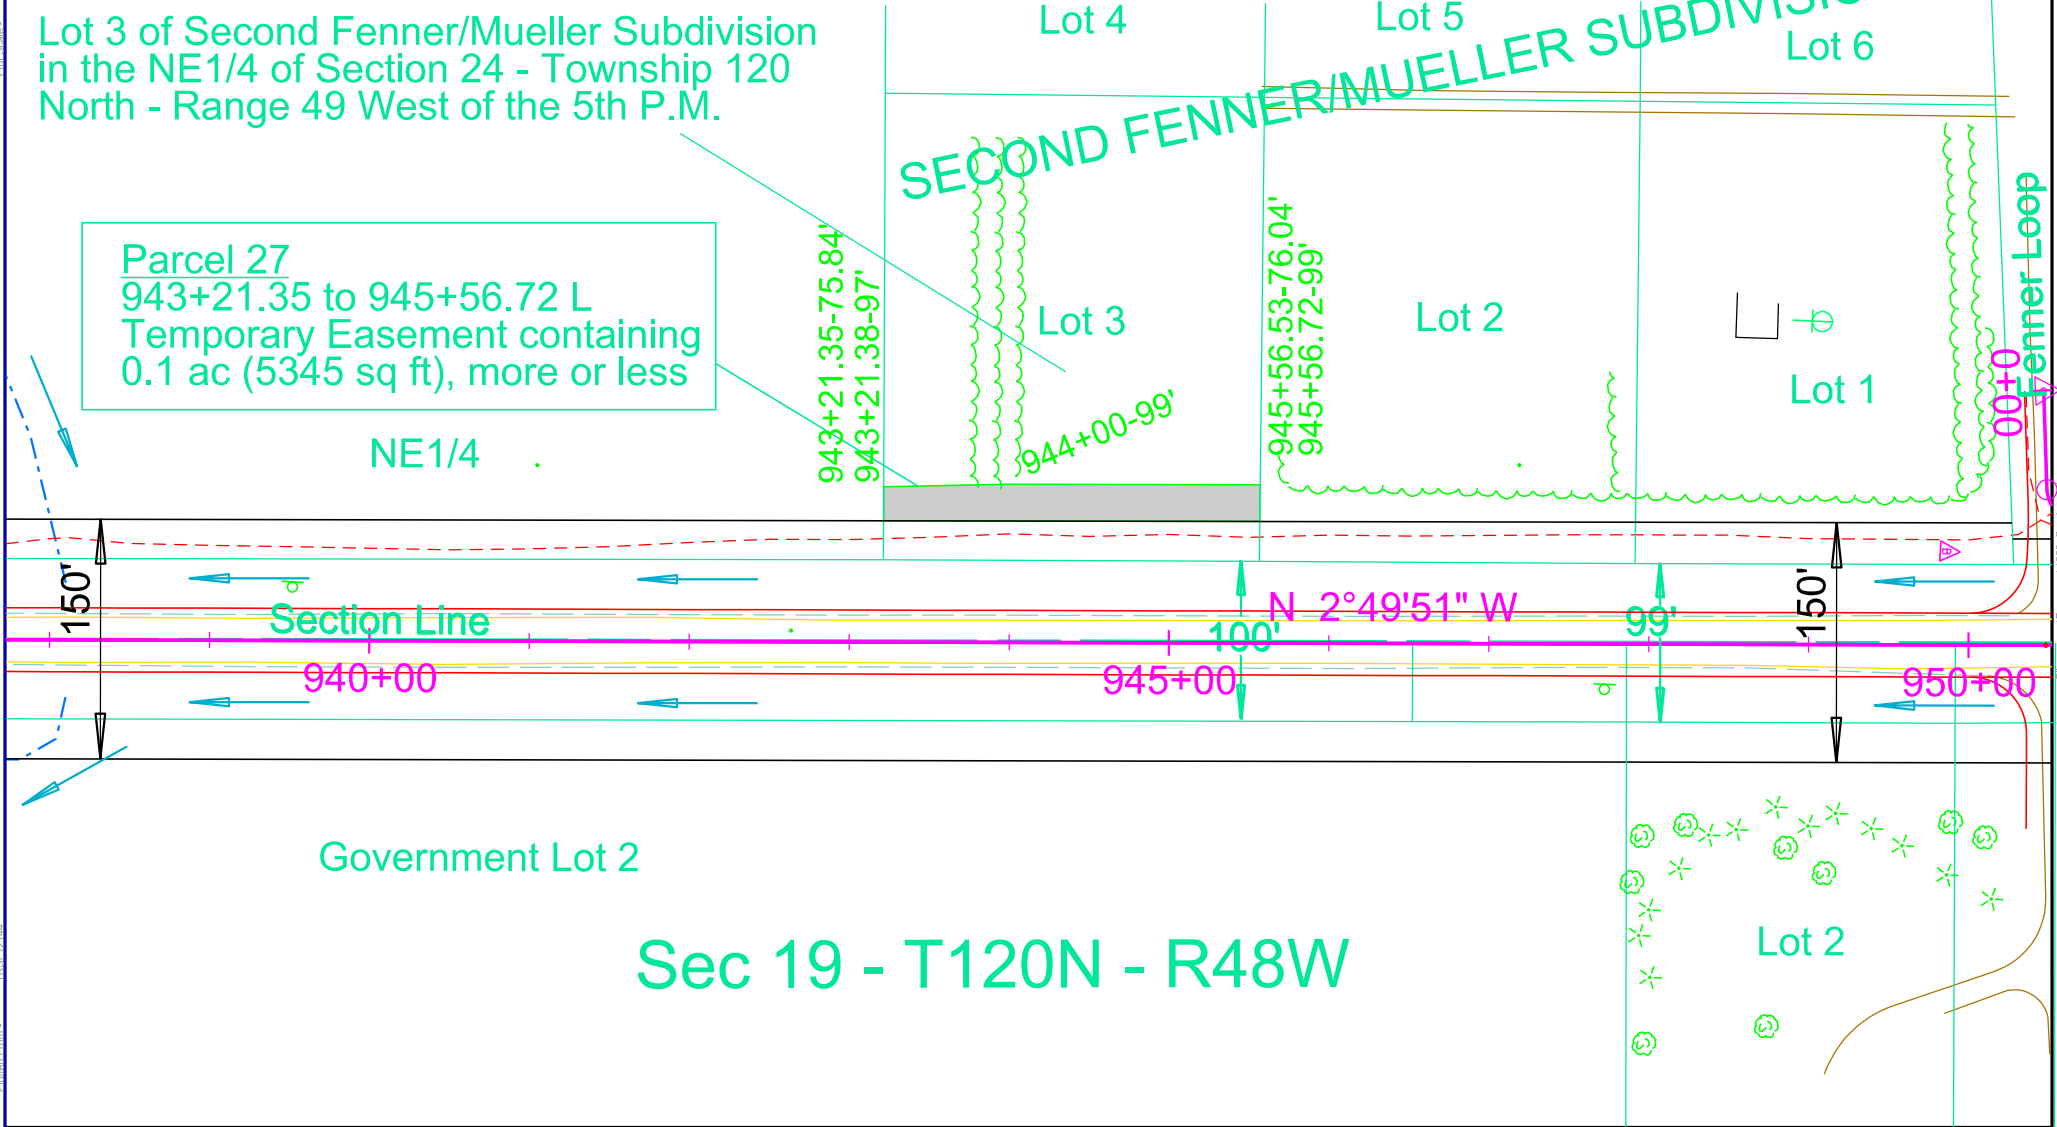 Lot 3 of Second Fenner/Mueller Subdivision
in the NE1/4 of Section 24 - Township 120
North - Range 49 West of the 5th P.M.
Lot 4
Lot 5
Lot 6
SECOND FENNER/MUELLER
Parcel 27
943+21.35 to 945+56.72 L
Temporary Easement containing
0.1 ac (5345 sq ft), more or less
943+21.35-75.84'
943+21.38-97'
Lot 3
944+00-99'
945+56.53-76.04'
945+56.72-99'
Lot 2
Lot 1
Fenner Loop
00+0
NE1/4
150'
Section Line
N 2°49'51" W
100'
99'
150'
B
940+00
945+00
950+00
Government Lot 2
Sec 19 - T120N - R48W
Lot 2